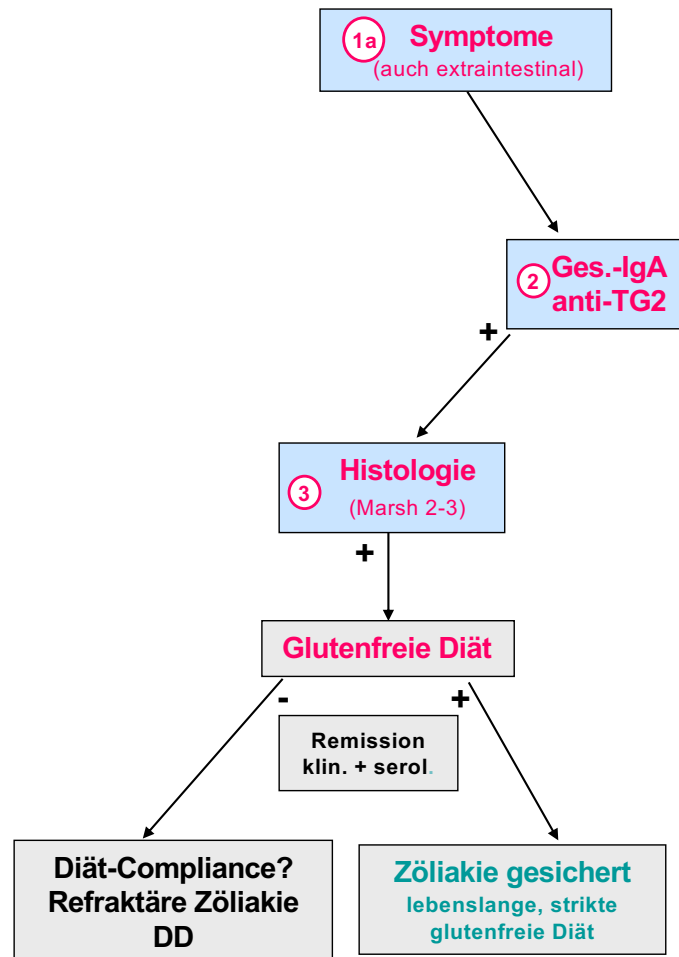 1a Symptome
(auch extraintestinal)
2 Ges.-IgA
anti-TG2
+
3 Histologie
(Marsh 2-3)
+
Glutenfreie Diät
- +
Remission
klin. + serol.
Diät-Compliance?
Refraktäre Zöliakie
DD
Zöliakie gesichert
lebenslange, strikte
glutenfreie Diät